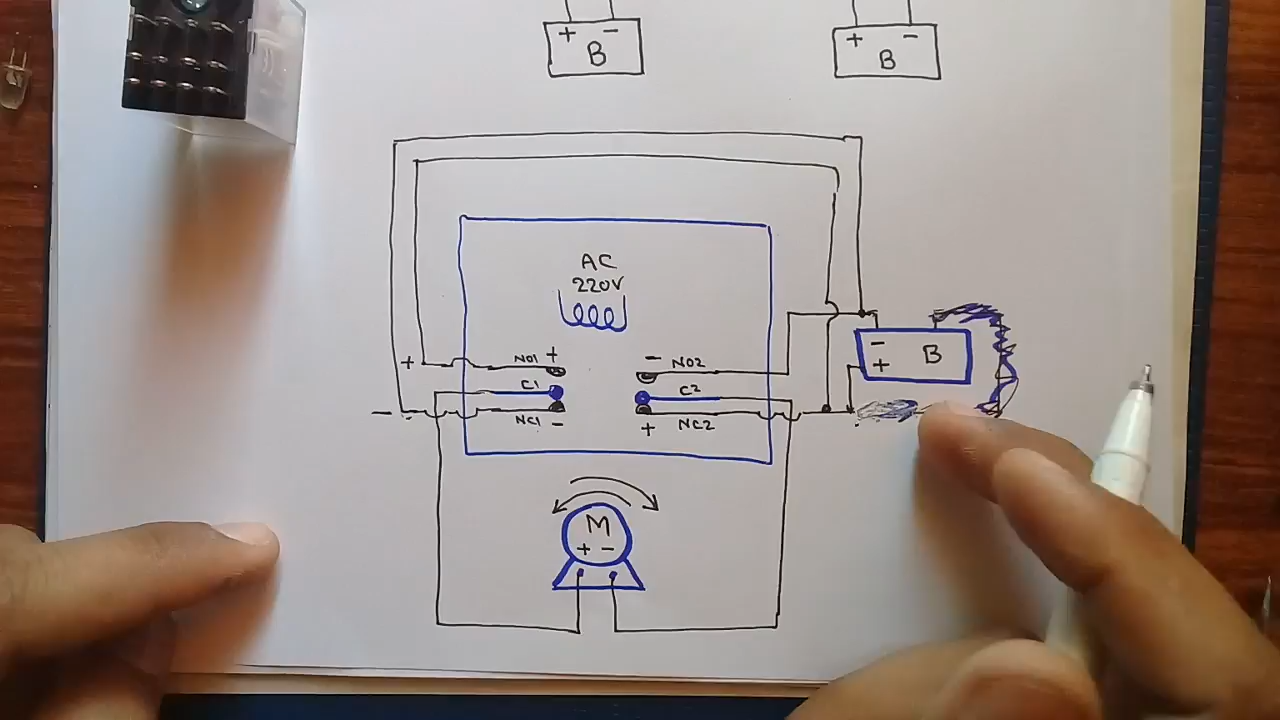 + -
B
+ -
B
AC
220V
+ NO1 + - NO2
C1 C2
- NC1 - + NC2
-
+ B
M
+ -